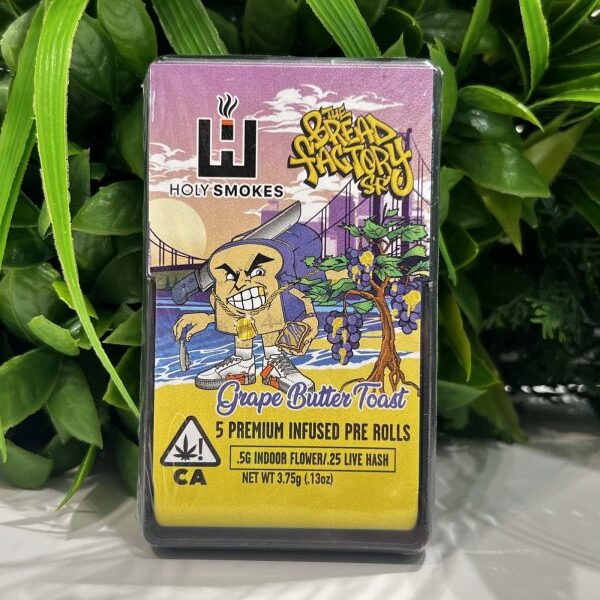 HOLY SMOKES
THE
BREAD
FACTORY
SF
Grape Butter Toast
5 PREMIUM INFUSED PRE ROLLS
.5G INDOOR FLOWER/.25 LIVE HASH
NET WT 3.75g (.13oz)
!
CA